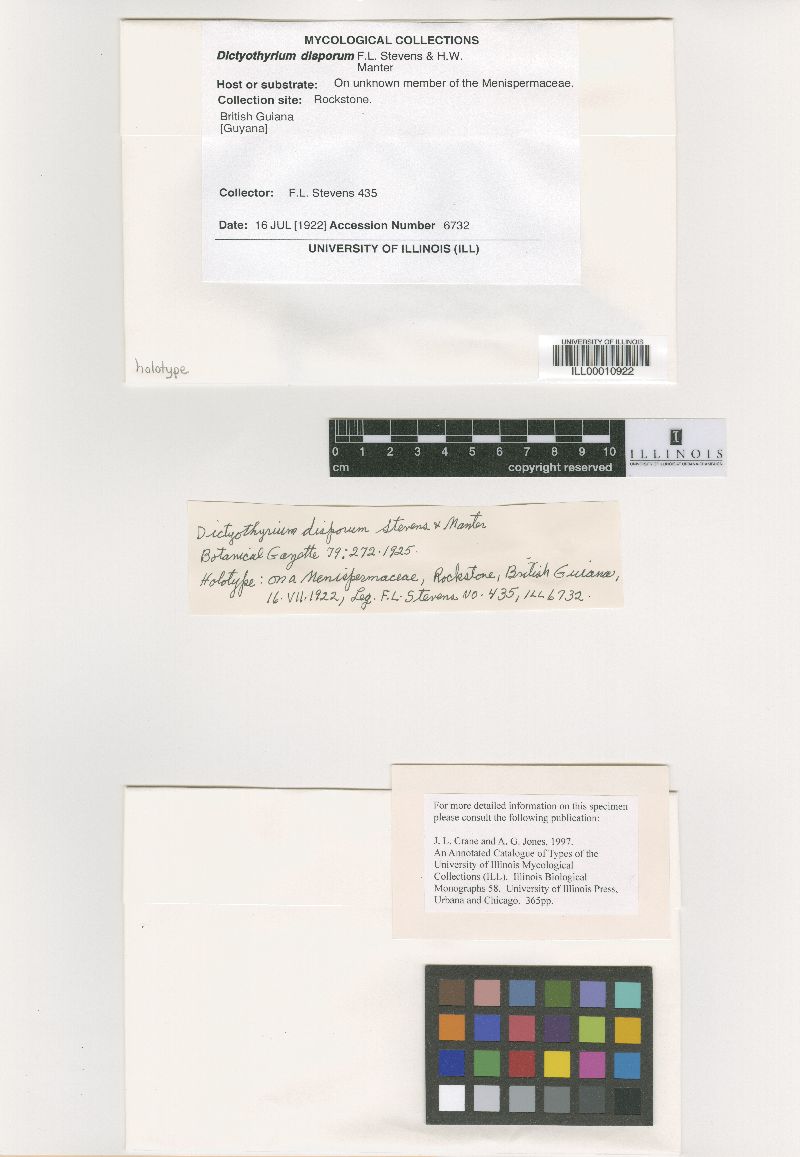 MYCOLOGICAL COLLECTIONS
Dictyothyrium disporum F.L. Stevens & H.W.
Manter
Host or substrate: On unknown member of the Menispermaceae.
Collection site: Rockstone.
British Guiana
[Guyana]
Collector: F.L. Stevens 435
Date: 16 JUL [1922] Accession Number 6732
UNIVERSITY OF ILLINOIS (ILL)
holotype
UNIVERSITY OF ILLINOIS
ILL00010922
0 1 2 3 4 5 6 7 8 9 10
cm copyright reserved
I
ILLINOIS
UNIVERSITY OF ILLINOIS AT URBANA-CHAMPAIGN
Dictyothyrium disporum Stevens & Manter
Botanical Gazette 79:272.1925.
Holotype: on a Menispermaceae, Rockstone, British Guiana,
16.VII.1922, Leg. F.L. Stevens No. 435, ILL 6732.
For more detailed information on this specimen
please consult the following publication:
J. L. Crane and A. G. Jones. 1997.
An Annotated Catalogue of Types of the
University of Illinois Mycological
Collections (ILL). Illinois Biological
Monographs 58. University of Illinois Press,
Urbana and Chicago. 365pp.